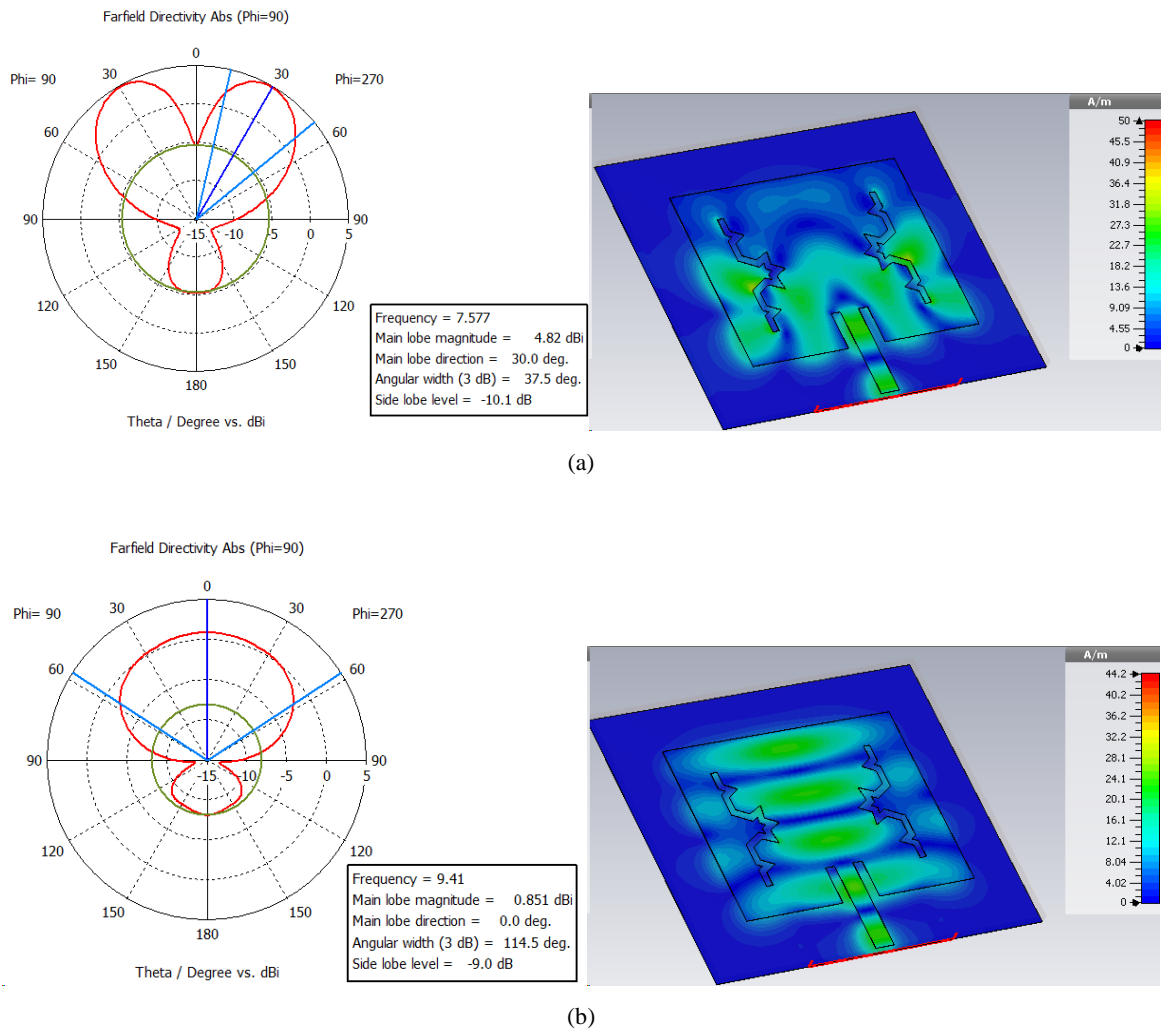 Farfield Directivity Abs (Phi=90)
0
Phi= 90 30 30 Phi=270
60 60
90 -15 -10 -5 0 5 90
120 120
150 150
180
Theta / Degree vs. dBi
Frequency = 7.577
Main lobe magnitude = 4.82 dBi
Main lobe direction = 30.0 deg.
Angular width (3 dB) = 37.5 deg.
Side lobe level = -10.1 dB
A/m
50
45.5
40.9
36.4
31.8
27.3
22.7
18.2
13.6
9.09
4.55
0
(a)
Farfield Directivity Abs (Phi=90)
0
Phi= 90 30 30 Phi=270
60 60
90 -15 -10 -5 0 5 90
120 120
150 150
180
Theta / Degree vs. dBi
Frequency = 9.41
Main lobe magnitude = 0.851 dBi
Main lobe direction = 0.0 deg.
Angular width (3 dB) = 114.5 deg.
Side lobe level = -9.0 dB
A/m
44.2
40.2
36.2
32.2
28.1
24.1
20.1
16.1
12.1
8.04
4.02
0
(b)